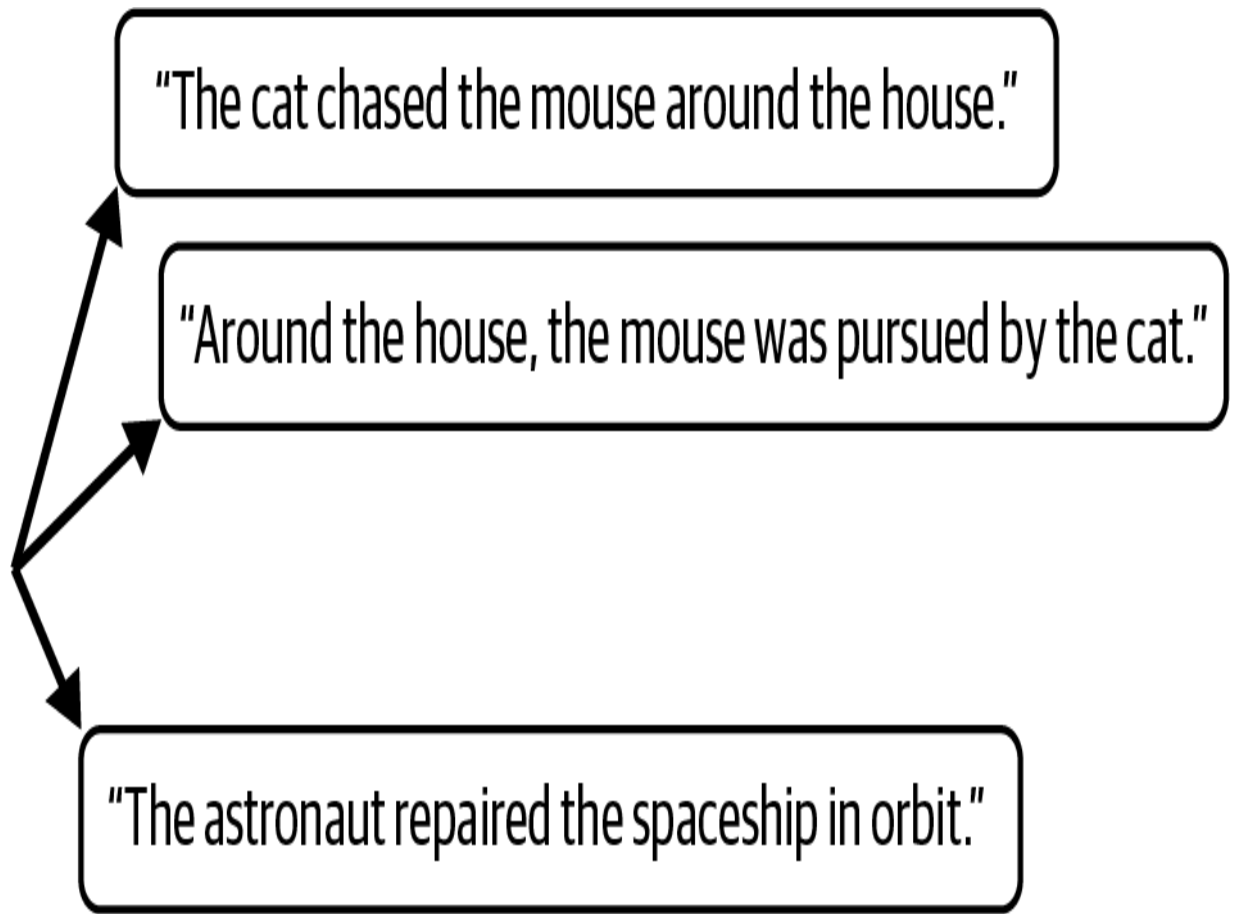 “The cat chased the mouse around the house.”
“Around the house, the mouse was pursued by the cat.”
“The astronaut repaired the spaceship in orbit.”